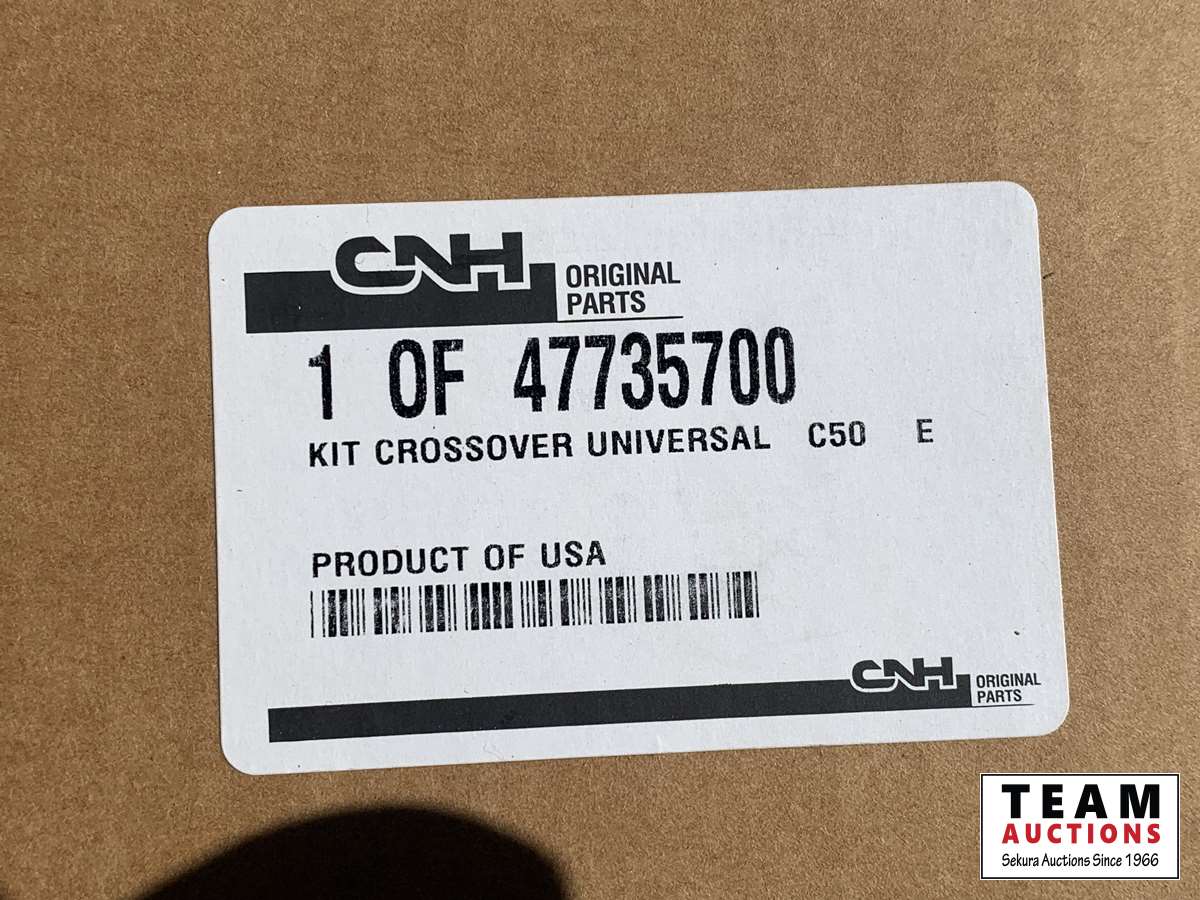 CNH ORIGINAL
PARTS
1 OF 47735700
KIT CROSSOVER UNIVERSAL C50 E
PRODUCT OF USA
CNH ORIGINAL
PARTS
TEAM
AUCTIONS
Sekura Auctions Since 1966